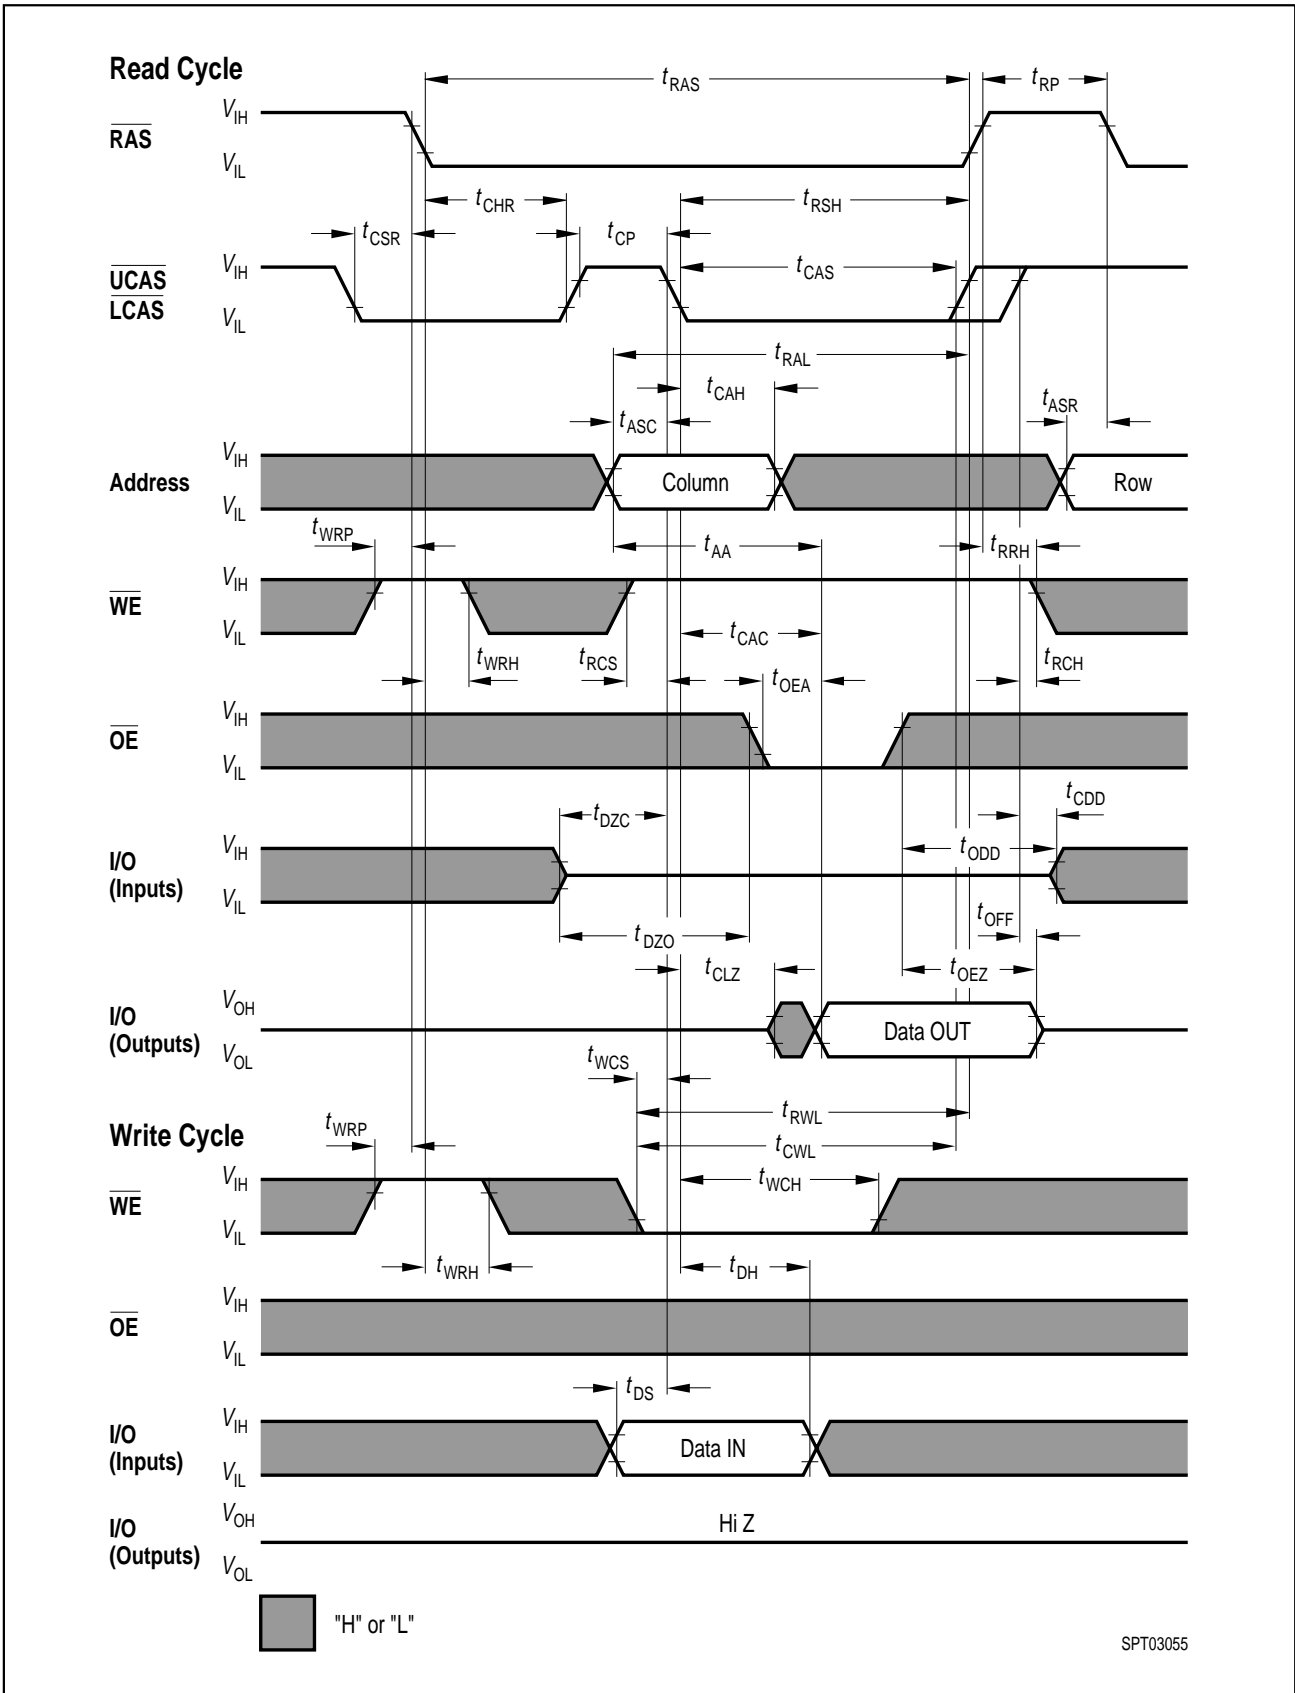 Read Cycle
tRAS
tRP
VIH
RAS
VIL
tCHR
tRSH
tCSR
tCP
VIH
tCAS
UCAS
LCAS
VIL
tRAL
tCAH
tASR
tASC
VIH
Address
Column
Row
VIL
tWRP
tAA
tRRH
VIH
WE
VIL
tCAC
tWRH
tRCS
tRCH
tOEA
VIH
OE
VIL
tCDD
tDZC
VIH
tODD
I/O
(Inputs)
VIL
tOFF
tDZO
tCLZ
tOEZ
VOH
I/O
(Outputs)
Data OUT
VOL
tWCS
tRWL
Write Cycle
tWRP
tCWL
VIH
tWCH
WE
VIL
tWRH
tDH
VIH
OE
VIL
tDS
VIH
I/O
(Inputs)
Data IN
VIL
VOH
Hi Z
I/O
(Outputs)
VOL
"H" or "L"
SPT03055